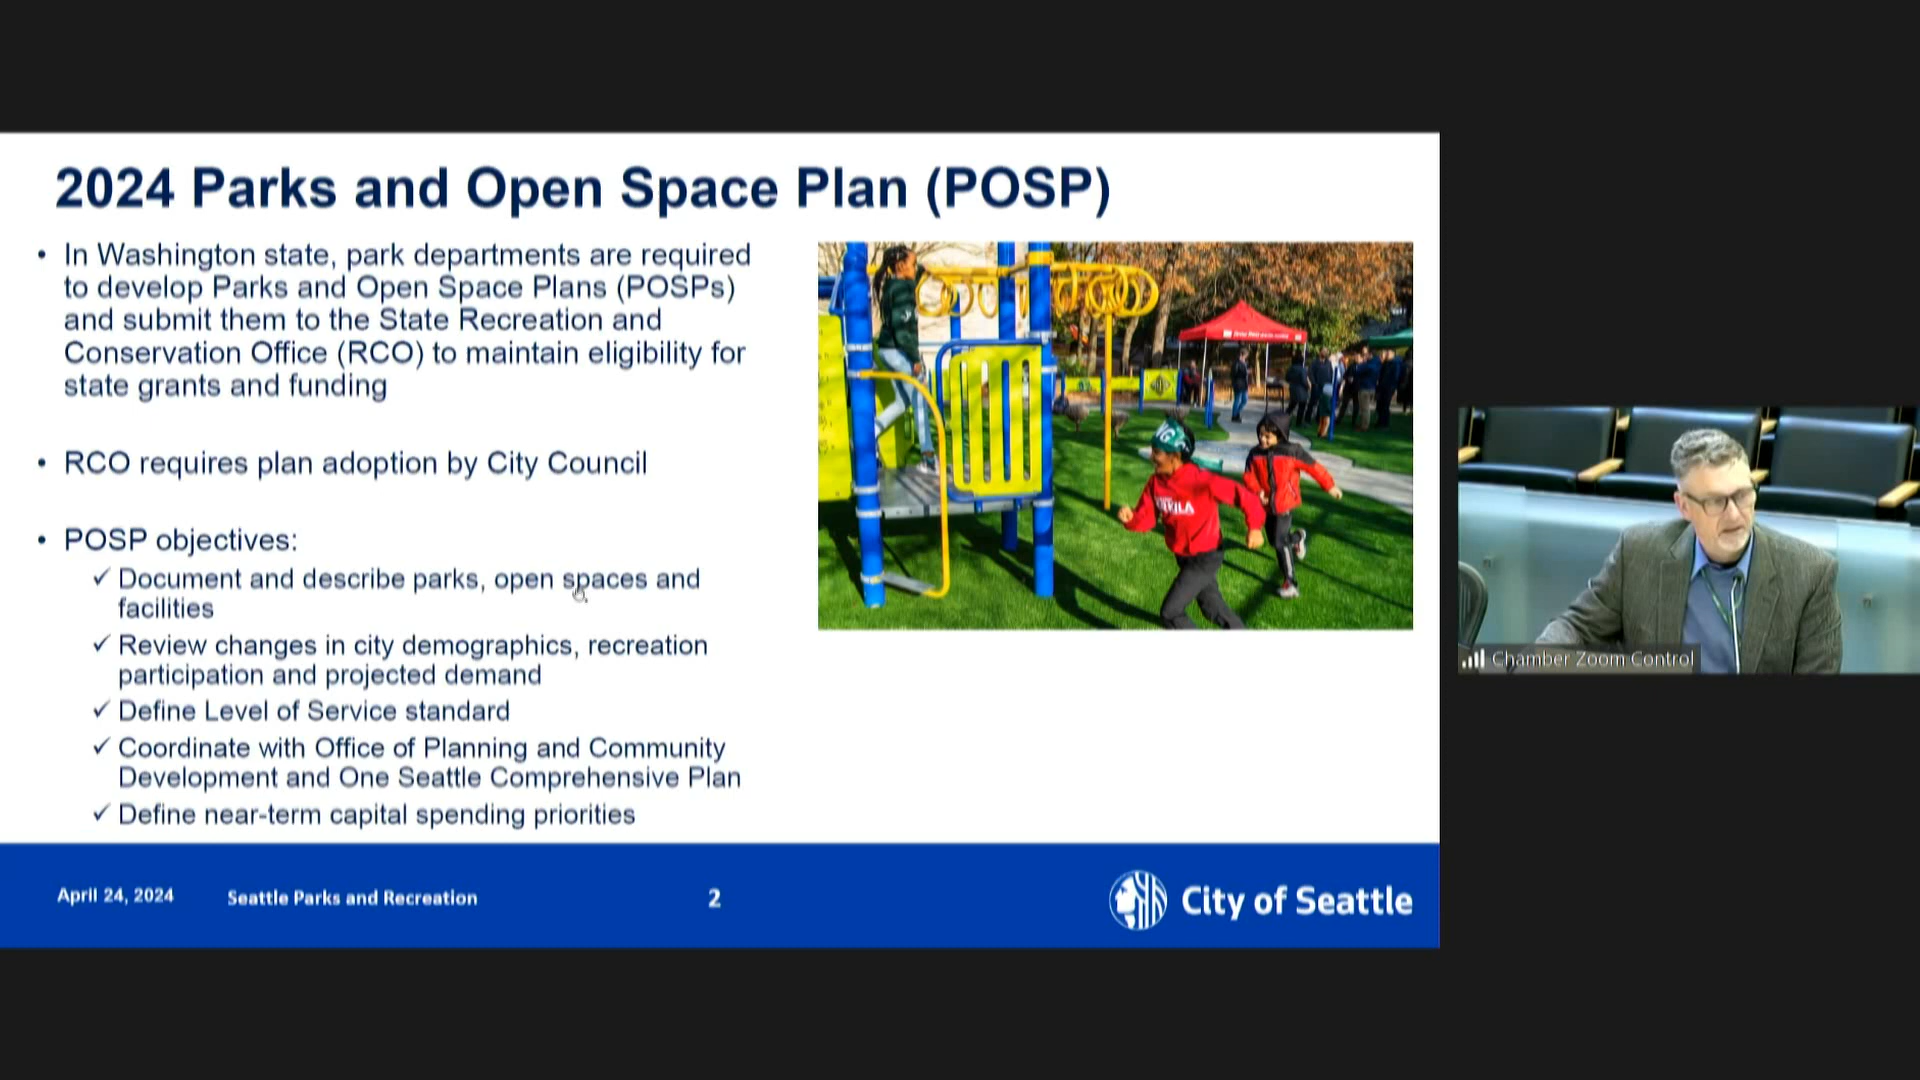 2024 Parks and Open Space Plan (POSP)
• In Washington state, park departments are required
to develop Parks and Open Space Plans (POSPs)
and submit them to the State Recreation and
Conservation Office (RCO) to maintain eligibility for
state grants and funding
• RCO requires plan adoption by City Council
• POSP objectives:
✓ Document and describe parks, open spaces and
facilities
✓ Review changes in city demographics, recreation
participation and projected demand
✓ Define Level of Service standard
✓ Coordinate with Office of Planning and Community
Development and One Seattle Comprehensive Plan
✓ Define near-term capital spending priorities
April 24, 2024 Seattle Parks and Recreation 2 City of Seattle
Chamber Zoom Control